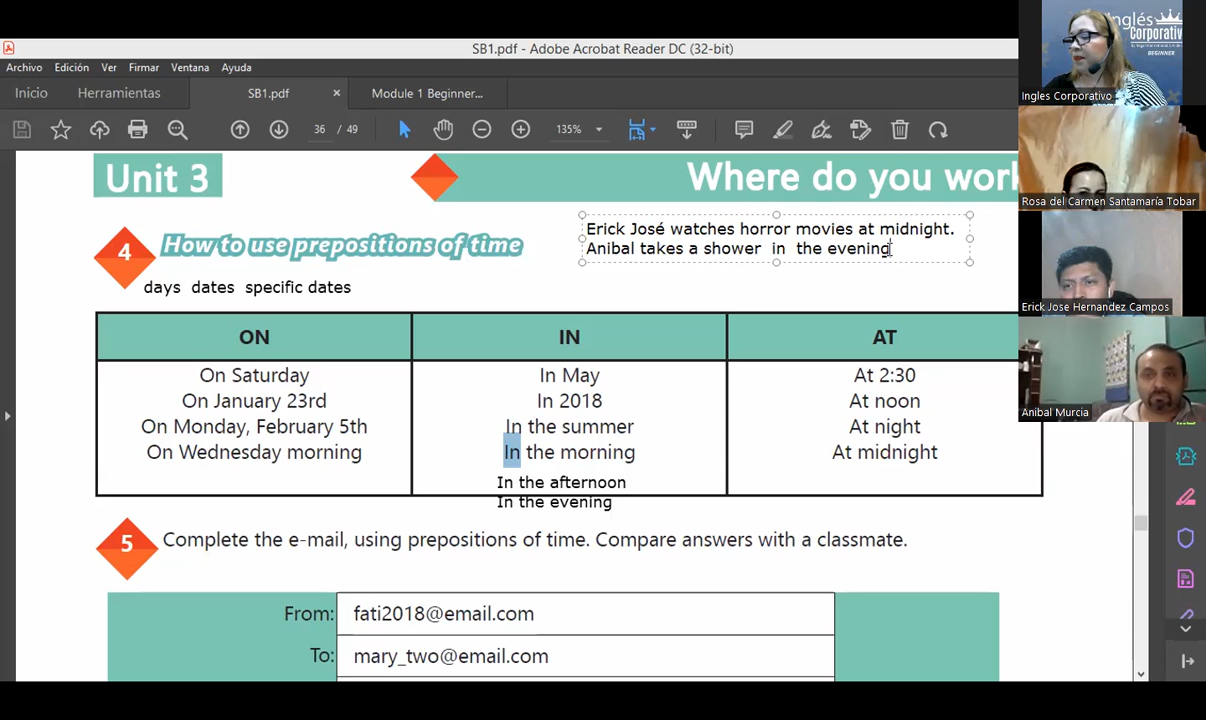 SB1.pdf - Adobe Acrobat Reader DC (32-bit)
Archivo Edición Ver Firmar Ventana Ayuda
Inicio Herramientas SB1.pdf × Module 1 Beginner...
36 / 49 135%
Unit 3
Where do you work
4
How to use prepositions of time
Erick José watches horror movies at midnight.
Anibal takes a shower in the evening
days dates specific dates
ON IN AT
On Saturday In May At 2:30
On January 23rd In 2018 At noon
On Monday, February 5th In the summer At night
On Wednesday morning In the morning At midnight
In the afternoon
In the evening
5 Complete the e-mail, using prepositions of time. Compare answers with a classmate.
From: fati2018@email.com
To: mary_two@email.com
Inglés
Corporativo
BEGINNER
Ingles Corporativo
Rosa del Carmen Santamaría Tobar
Erick Jose Hernandez Campos
Anibal Murcia